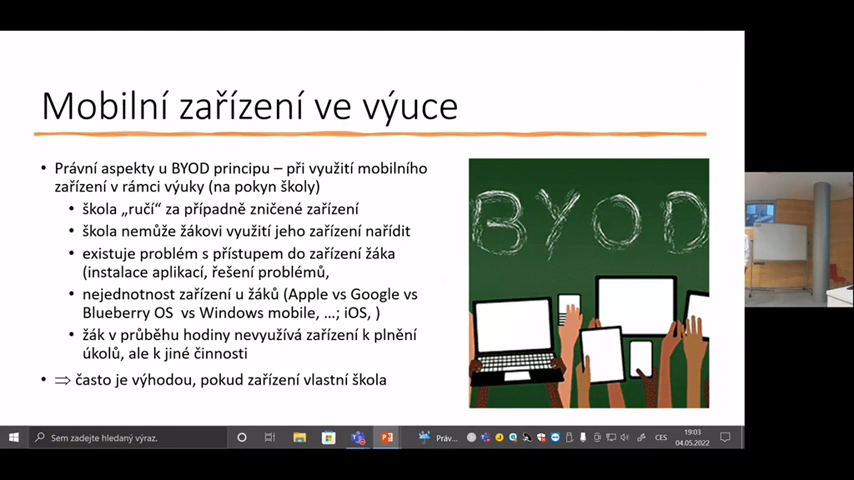 Mobilní zařízení ve výuce
• Právní aspekty u BYOD principu – při využití mobilního
zařízení v rámci výuky (na pokyn školy)
• škola „ručí“ za případně zničené zařízení
• škola nemůže žákovi využití jeho zařízení nařídit
• existuje problém s přístupem do zařízení žáka
(instalace aplikací, řešení problémů,
• nejednotnost zařízení u žáků (Apple vs Google vs
Blueberry OS vs Windows mobile, …; iOS, )
• žák v průběhu hodiny nevyužívá zařízení k plnění
úkolů, ale k jiné činnosti
• ⇒ často je výhodou, pokud zařízení vlastní škola
BYOD
Sem zadejte hledaný výraz.
Práv...
CES
19:03
04.05.2022